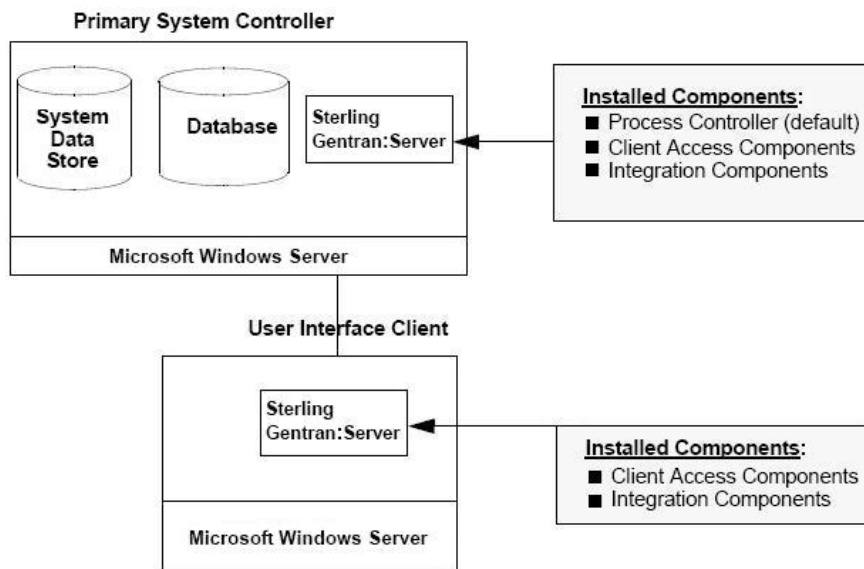 Primary System Controller
System
Data
Store
Database
Sterling
Gentran:Server
Microsoft Windows Server
Installed Components:
■ Process Controller (default)
■ Client Access Components
■ Integration Components
User Interface Client
Sterling
Gentran:Server
Microsoft Windows Server
Installed Components:
■ Client Access Components
■ Integration Components